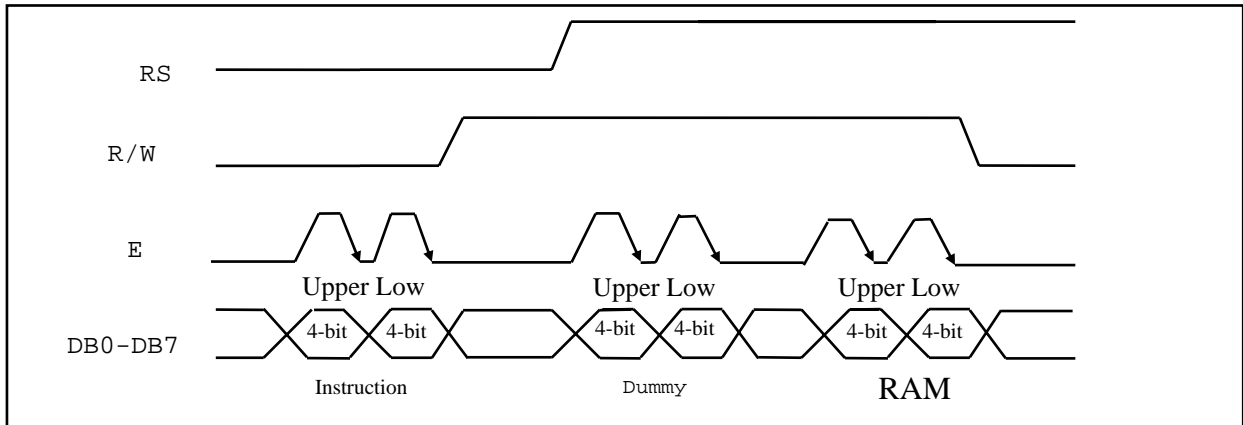 RS
R/W
E
Upper Low Upper Low Upper Low
DB0-DB7 4-bit 4-bit 4-bit 4-bit 4-bit 4-bit
Instruction Dummy RAM